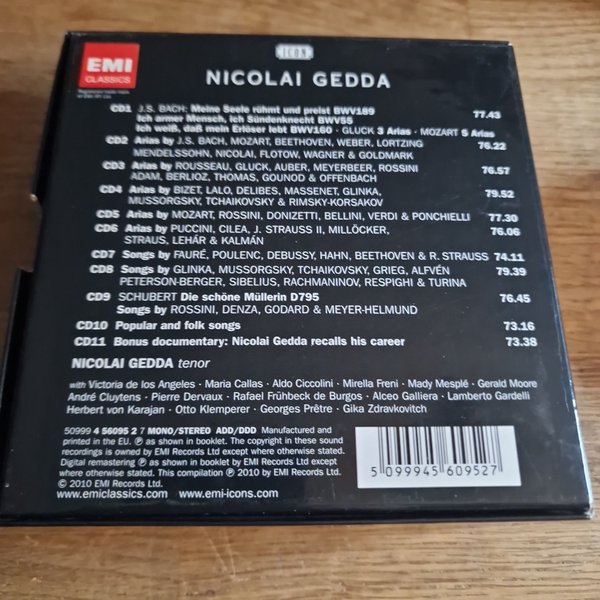 EMI
CLASSICS
ICON
NICOLAI GEDDA
CD1 J.S. BACH: Meine Seele rühmt und preist BWV189
Ich armer Mensch, ich Sündenknecht BWV55
Ich weiß, daß mein Erlöser lebt BWV160 · GLUCK 3 Arias · MOZART 5 Arias 77.43
CD2 Arias by J.S. BACH, MOZART, BEETHOVEN, WEBER, LORTZING 76.22
MENDELSSOHN, NICOLAI, FLOTOW, WAGNER & GOLDMARK
CD3 Arias by ROUSSEAU, GLUCK, AUBER, MEYERBEER, ROSSINI 76.57
ADAM, BERLIOZ, THOMAS, GOUNOD & OFFENBACH
CD4 Arias by BIZET, LALO, DELIBES, MASSENET, GLINKA, 79.52
MUSSORGSKY, TCHAIKOVSKY & RIMSKY-KORSAKOV
CD5 Arias by MOZART, ROSSINI, DONIZETTI, BELLINI, VERDI & PONCHIELLI 77.30
CD6 Arias by PUCCINI, CILEA, J. STRAUSS II, MILLÖCKER, 76.06
STRAUS, LEHÁR & KALMÁN
CD7 Songs by FAURÉ, POULENC, DEBUSSY, HAHN, BEETHOVEN & R. STRAUSS 74.11
CD8 Songs by GLINKA, MUSSORGSKY, TCHAIKOVSKY, GRIEG, ALFVÉN 79.39
PETERSON-BERGER, SIBELIUS, RACHMANINOV, RESPIGHI & TURINA
CD9 SCHUBERT Die schöne Müllerin D795 76.45
Songs by ROSSINI, DENZA, GODARD & MEYER-HELMUND
CD10 Popular and folk songs 73.16
CD11 Bonus documentary: Nicolai Gedda recalls his career 73.38
NICOLAI GEDDA tenor
with Victoria de los Angeles · Maria Callas · Aldo Ciccolini · Mirella Freni · Mady Mesplé · Gerald Moore
André Cluytens · Pierre Dervaux · Rafael Frühbeck de Burgos · Alceo Galliera · Lamberto Gardelli
Herbert von Karajan · Otto Klemperer · Georges Prêtre · Gika Zdravkovitch
50999 4 56095 2 7 MONO/STEREO ADD/DDD Manufactured and
printed in the EU. ℗ as shown in booklet. The copyright in these sound
recordings is owned by EMI Records Ltd except where otherwise stated.
Digital remastering ℗ as shown in booklet by EMI Records Ltd except
where otherwise stated. This compilation ℗ 2010 by EMI Records Ltd.
© 2010 EMI Records Ltd.
www.emiclassics.com www.emi-icons.com
5 099945 609527